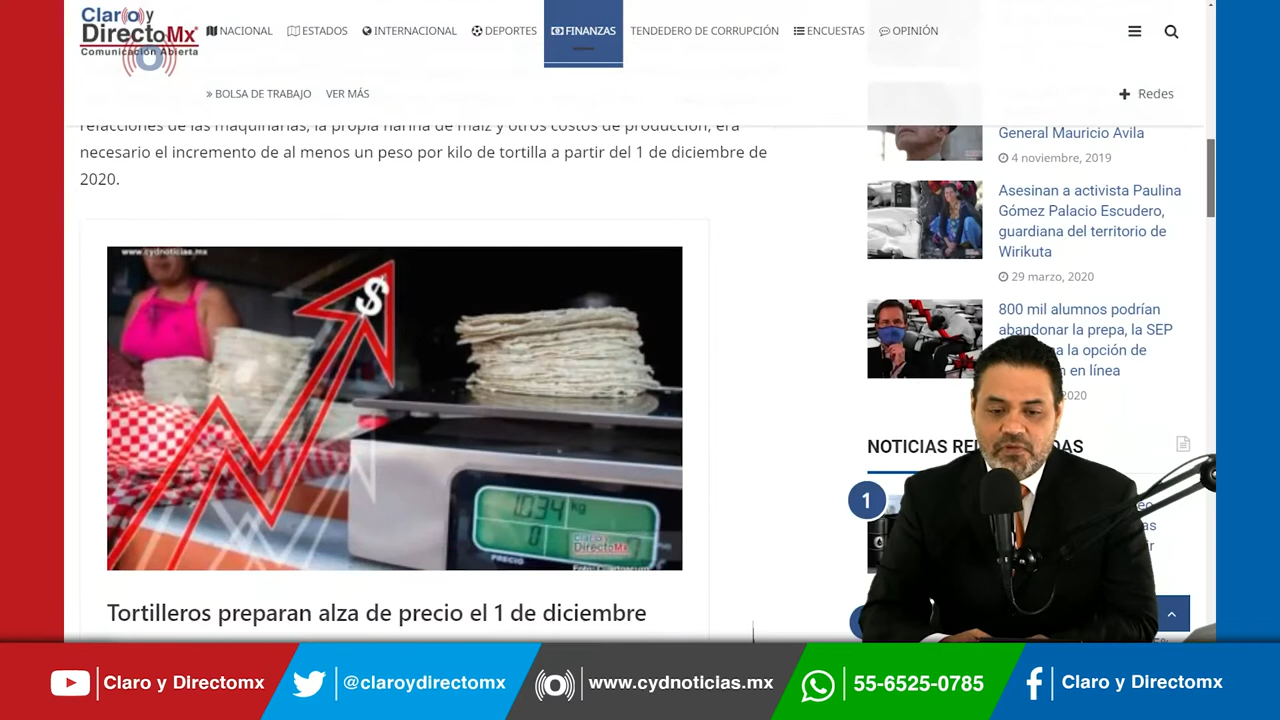 Claro y
DirectoMx
Comunicación Abierta
NACIONAL
ESTADOS
INTERNACIONAL
DEPORTES
FINANZAS
TENDEDERO DE CORRUPCIÓN
ENCUESTAS
OPINIÓN
» BOLSA DE TRABAJO
VER MÁS
+ Redes
refacciones de las maquinarias, la propia harina de maíz y otros costos de producción, era
necesario el incremento de al menos un peso por kilo de tortilla a partir del 1 de diciembre de
2020.
www.cydnoticias.mx
$
kg
0
PRECIO
Claro y
DirectoMx
Tortilleros preparan alza de precio el 1 de diciembre
General Mauricio Avila
4 noviembre, 2019
Asesinan a activista Paulina
Gómez Palacio Escudero,
guardiana del territorio de
Wirikuta
29 marzo, 2020
800 mil alumnos podrían
abandonar la prepa, la SEP
la opción de
en línea
2020
NOTICIAS
1
Claro y Directomx
@claroydirectomx
www.cydnoticias.mx
55-6525-0785
Claro y Directomx